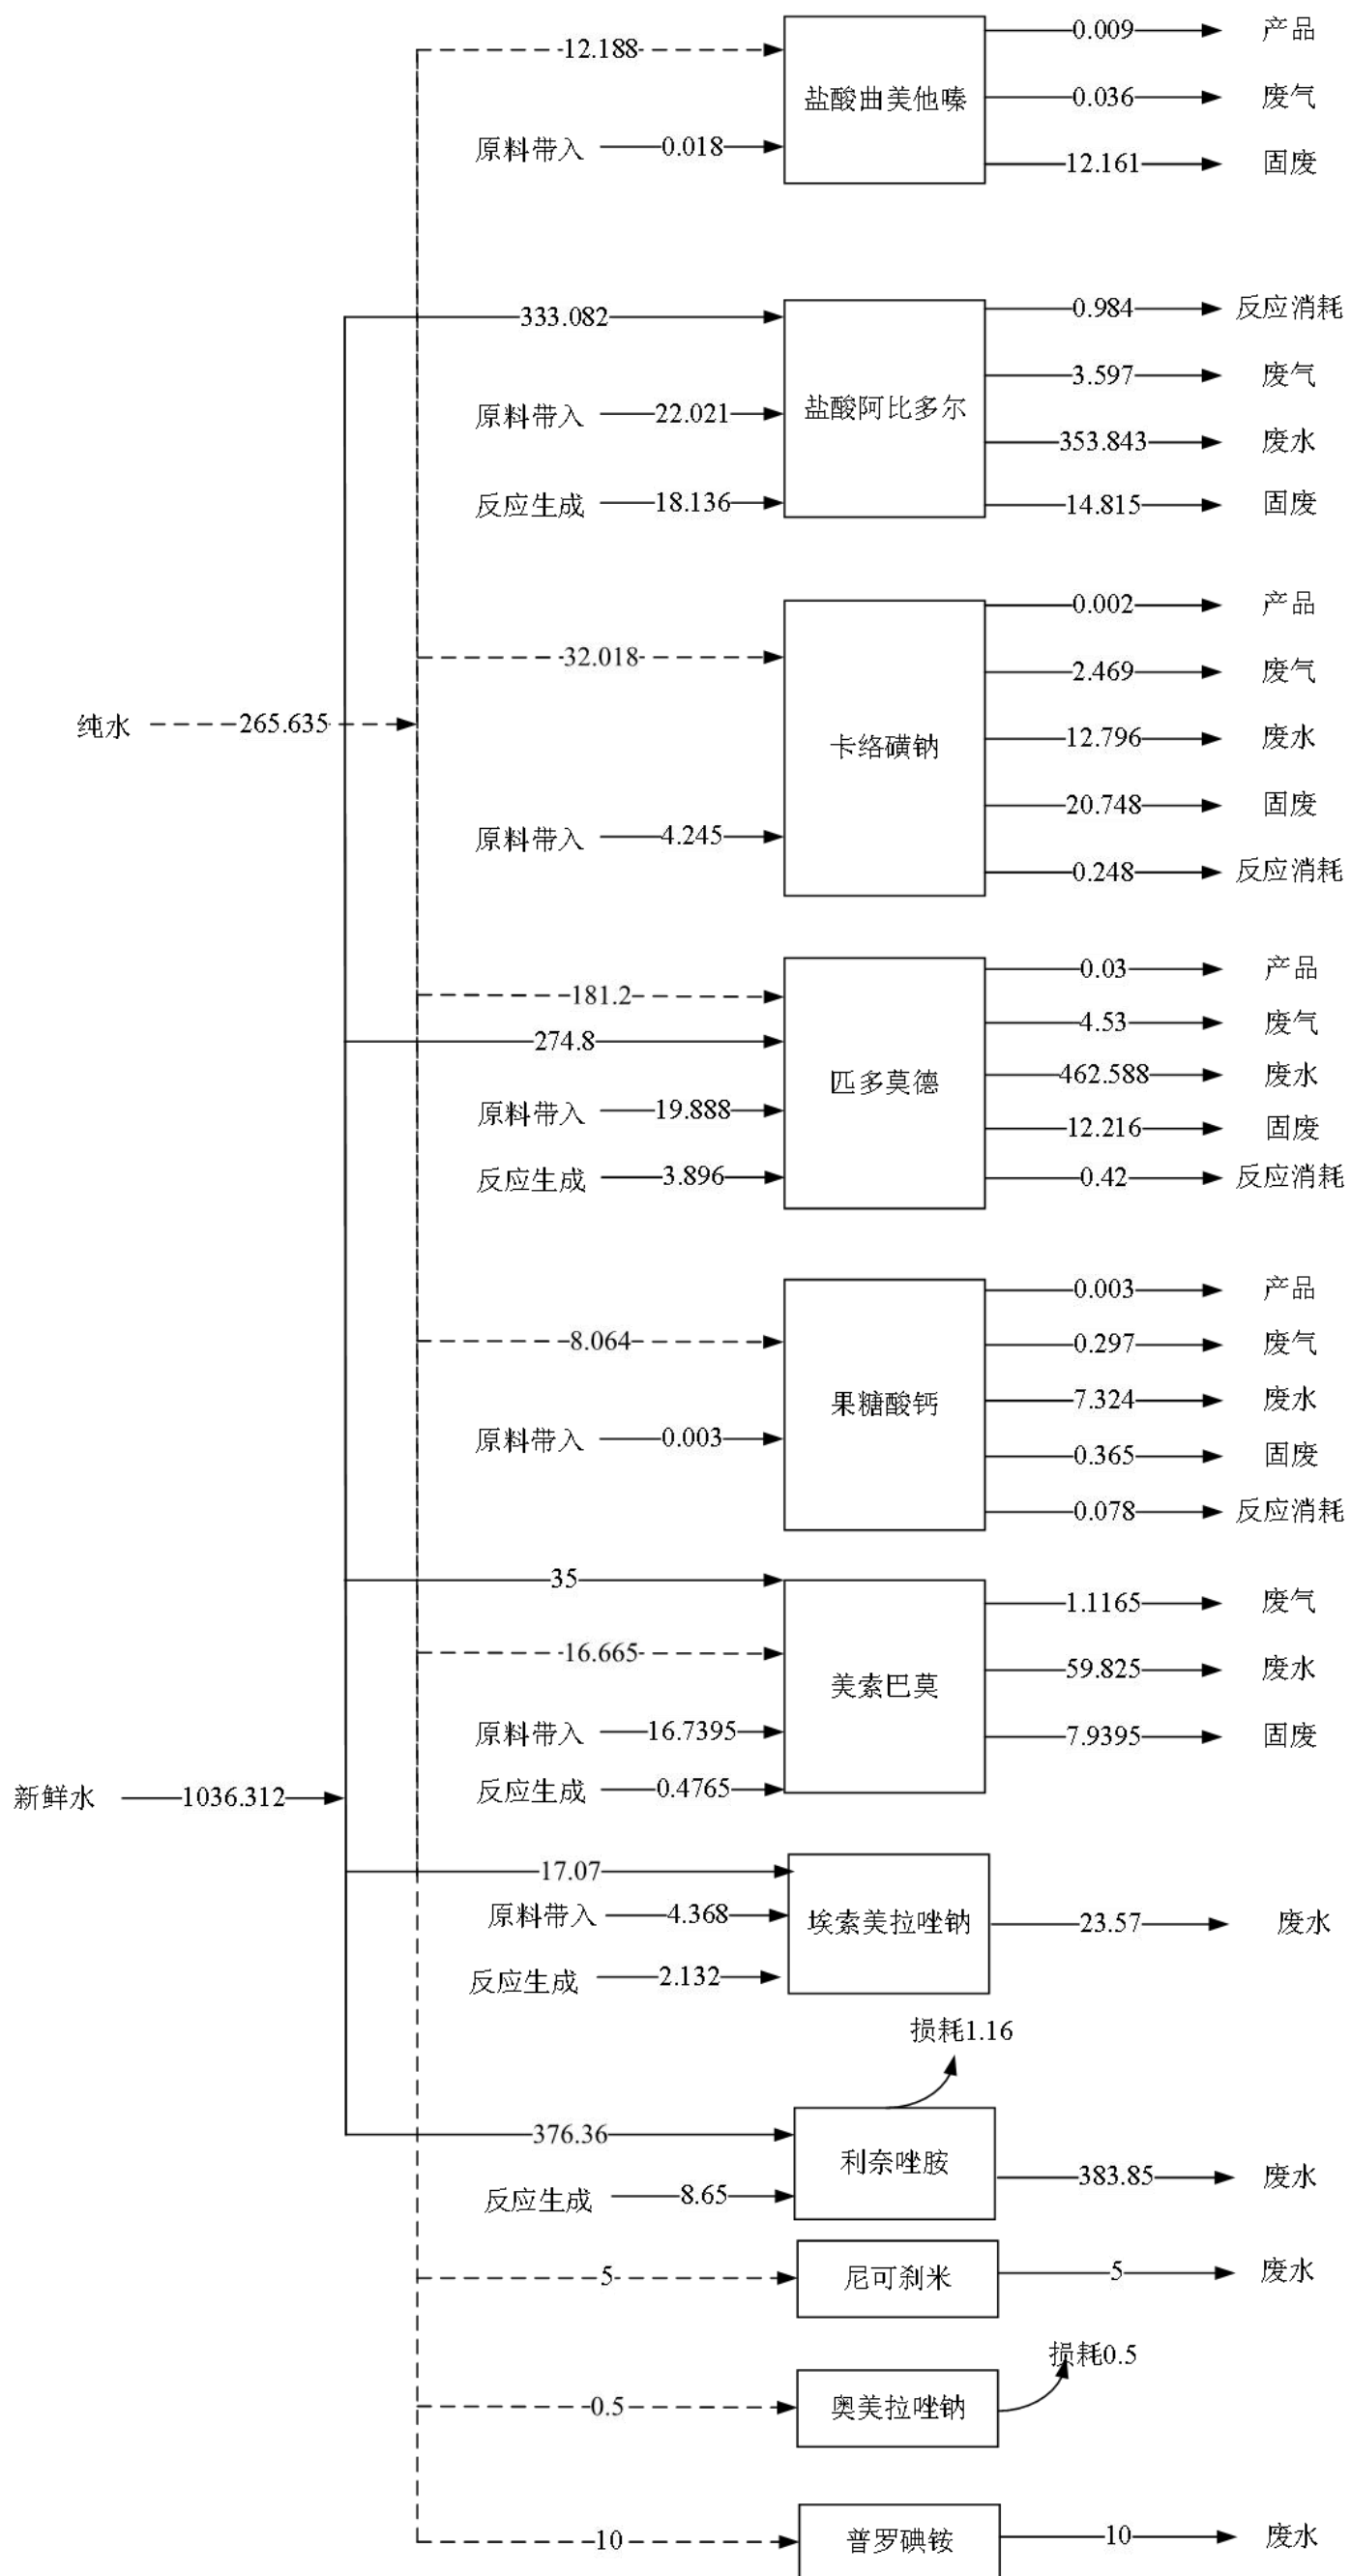 12.188
0.009 产品
盐酸曲美他嗪
0.036 废气
原料带入 0.018
12.161 固废
333.082
0.984 反应消耗
3.597 废气
原料带入 22.021
盐酸阿比多尔
353.843 废水
反应生成 18.136
14.815 固废
0.002 产品
32.018
2.469 废气
纯水 265.635
卡络磺钠
12.796 废水
20.748 固废
原料带入 4.245
0.248 反应消耗
181.2
0.03 产品
274.8
4.53 废气
匹多莫德
462.588 废水
原料带入 19.888
12.216 固废
反应生成 3.896
0.42 反应消耗
0.003 产品
8.064
0.297 废气
果糖酸钙
7.324 废水
原料带入 0.003
0.365 固废
0.078 反应消耗
35
1.1165 废气
16.665
59.825 废水
美索巴莫
原料带入 16.7395
7.9395 固废
反应生成 0.4765
新鲜水 1036.312
17.07
原料带入 4.368
埃索美拉唑钠
23.57 废水
反应生成 2.132
损耗1.16
376.36
利奈唑胺
383.85 废水
反应生成 8.65
5
尼可刹米
5 废水
损耗0.5
0.5
奥美拉唑钠
10
普罗碘铵
10 废水